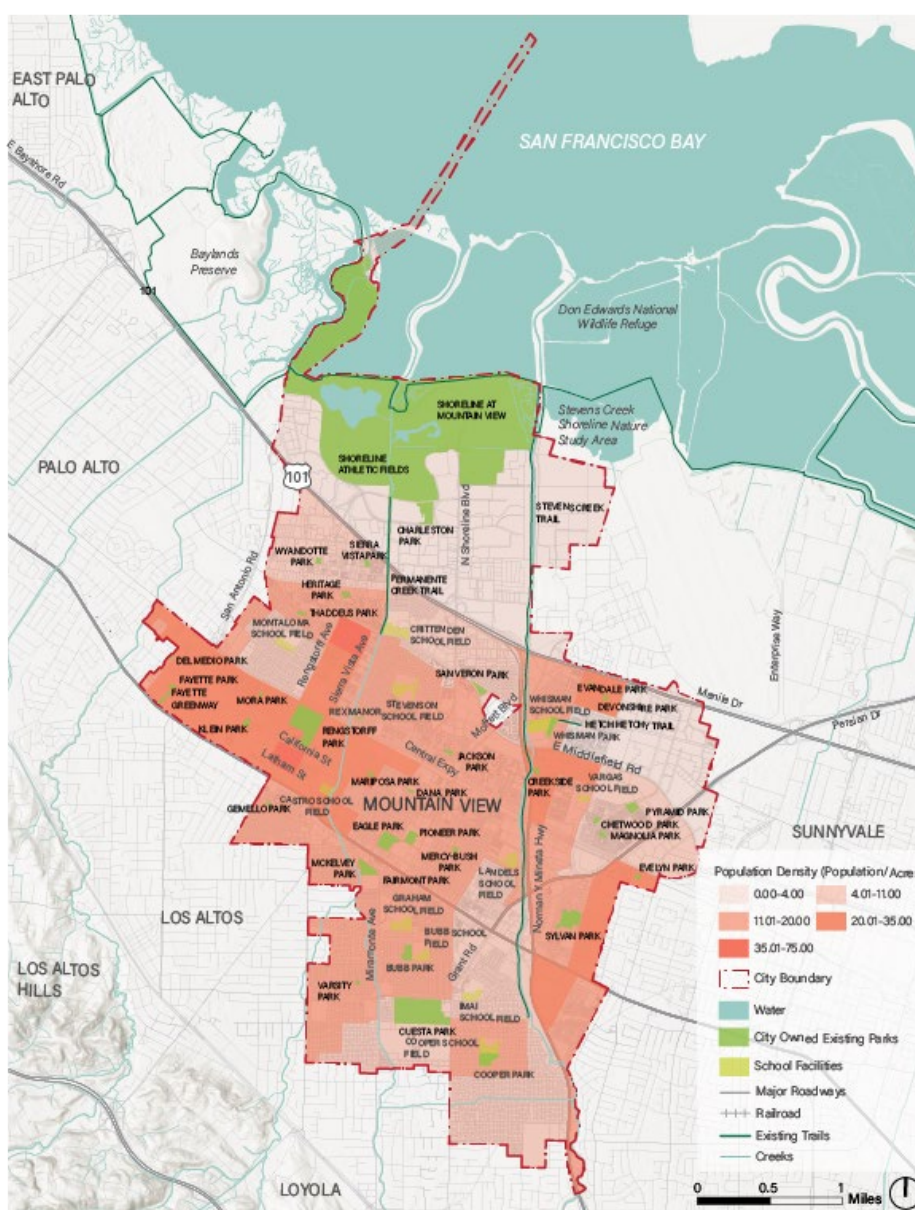 EAST PALO
ALTO
SAN FRANCISCO BAY
E Bayshore Rd
Baylands
Preserve
101
Don Edwards National
Wildlife Refuge
SHORELINE AT
MOUNTAIN VIEW
Stevens Creek
Shoreline Nature
Study Area
PALO ALTO
SHORELINE
ATHLETIC FIELDS
101
STEVENS CREEK
TRAIL
N Shoreline Blvd
CHARLESTON
PARK
SIERRA
VISTA PARK
WYANDOTTE
PARK
San Antonio Rd
HERITAGE
PARK
PERMANENTE
CREEK TRAIL
THADDEUS PARK
MONTALOMA
SCHOOL FIELD
Rengstorff Ave
Sierra Vista Ave
CRITTENDEN
SCHOOL FIELD
Enterprise Way
DEL MEDIO PARK
FAYETTE PARK
FAYETTE
GREENWAY
MORA PARK
REX MANOR
STEVENSON
SCHOOL FIELD
SAN VERON PARK
Moffett Blvd
WHISMAN
SCHOOL FIELD
EVANDALE PARK
DEVONSHIRE PARK
HETCH HETCHY TRAIL
WHISMAN PARK
Manila Dr
Persian Dr
KLEIN PARK
RENGSTORFF
PARK
California St
Latham St
Central Expy
JACKSON
PARK
E Middlefield Rd
VARGAS
SCHOOL FIELD
CREEKSIDE
PARK
MARIPOSA PARK
DANA PARK
GEMELLO PARK
CASTRO SCHOOL
FIELD
MOUNTAIN VIEW
PYRAMID PARK
CHETWOOD PARK
MAGNOLIA PARK
SUNNYVALE
EAGLE PARK
PIONEER PARK
MERCY-BUSH
PARK
MCKELVEY
PARK
FAIRMONT PARK
LANDELS
SCHOOL
FIELD
Norman Y Mineta Hwy
EVELYN PARK
GRAHAM
SCHOOL FIELD
BUBB SCHOOL
FIELD
LOS ALTOS
Miramonte Ave
Grant Rd
SYLVAN PARK
BUBB PARK
LOS ALTOS
HILLS
VARSITY
PARK
IMAI
SCHOOL FIELD
CUESTA PARK
COOPER SCHOOL
FIELD
COOPER PARK
LOYOLA
Population Density (Population/Acre)
0.00-4.00
4.01-11.00
11.01-20.00
20.01-35.00
35.01-75.00
City Boundary
Water
City Owned Existing Parks
School Facilities
Major Roadways
Railroad
Existing Trails
Creeks
0 0.5 1
Miles